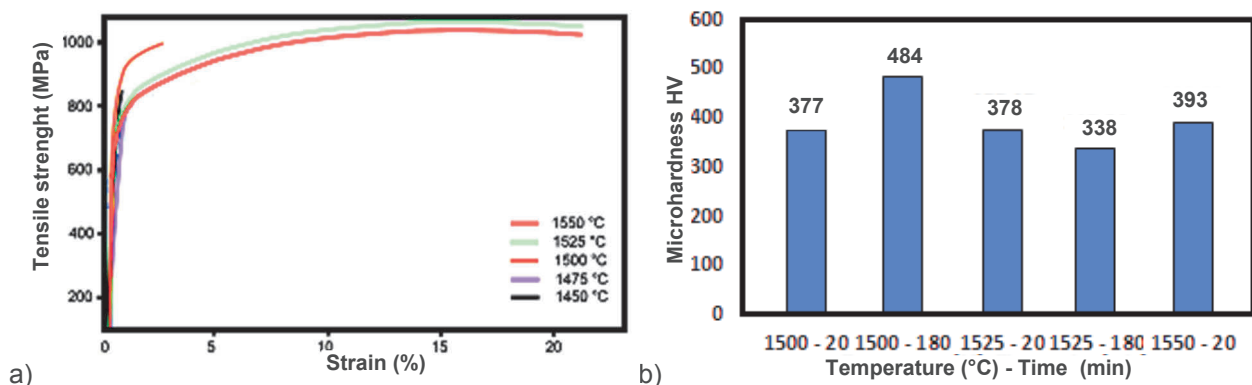 Tensile strenght (MPa)
1000
800
600
400
200
0
5
10
15
20
Strain (%)
1550 °C
1525 °C
1500 °C
1475 °C
1450 °C
a)
Microhardness HV
600
500
400
300
200
100
0
377
484
378
338
393
1500 - 20
1500 - 180
1525 - 20
1525 - 180
1550 - 20
Temperature (°C) - Time (min)
b)